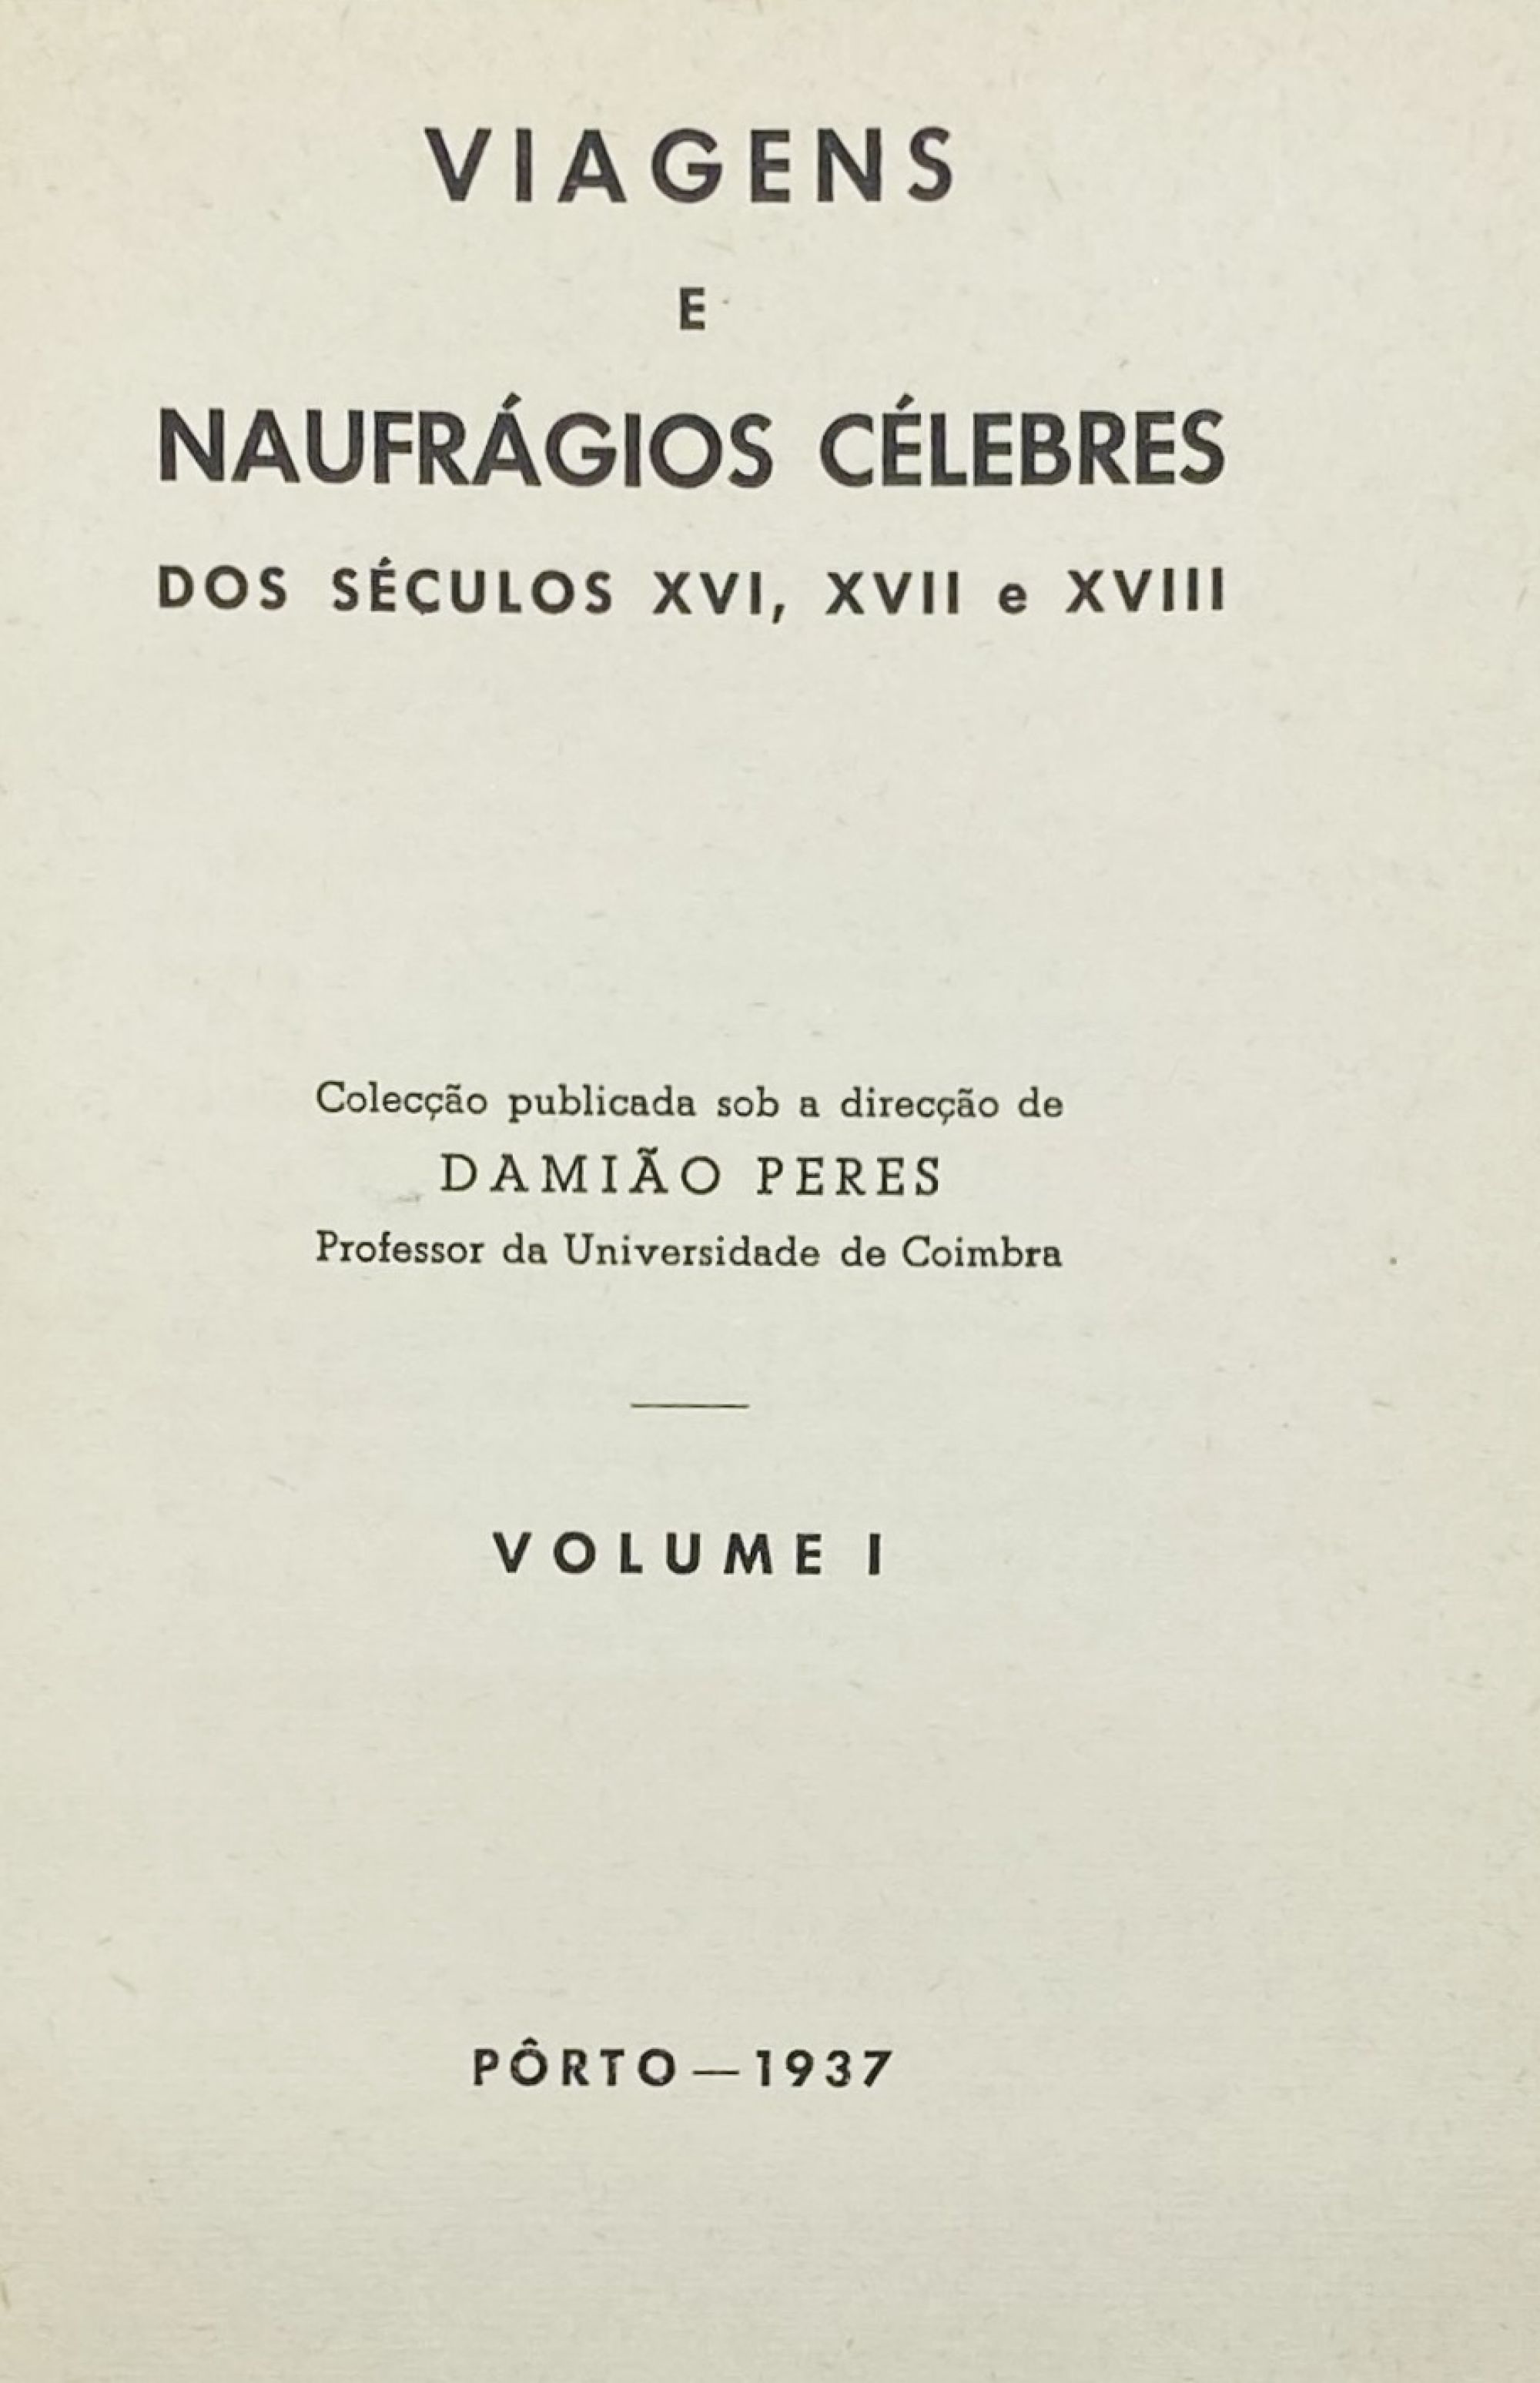 VIAGENS
E
NAUFRÁGIOS CÉLEBRES
DOS SÉCULOS XVI, XVII e XVIII
Colecção publicada sob a direcção de
DAMIÃO PERES
Professor da Universidade de Coimbra
VOLUME I
PÔRTO — 1937